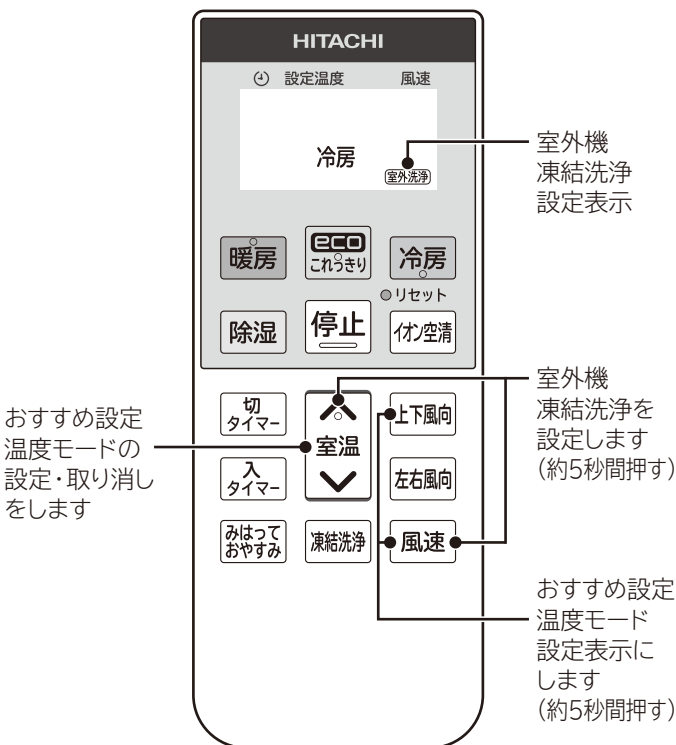 HITACHI
設定温度 風速
冷房
室外洗浄
室外機
凍結洗浄
設定表示
暖房
eco
これっきり
冷房
リセット
除湿
停止
イオン空清
切
タイマー
室温
上下風向
入
タイマー
左右風向
みはって
おやすみ
凍結洗浄
風速
おすすめ設定
温度モードの
設定・取り消し
をします
室外機
凍結洗浄を
設定します
(約5秒間押す)
おすすめ設定
温度モード
設定表示に
します
(約5秒間押す)